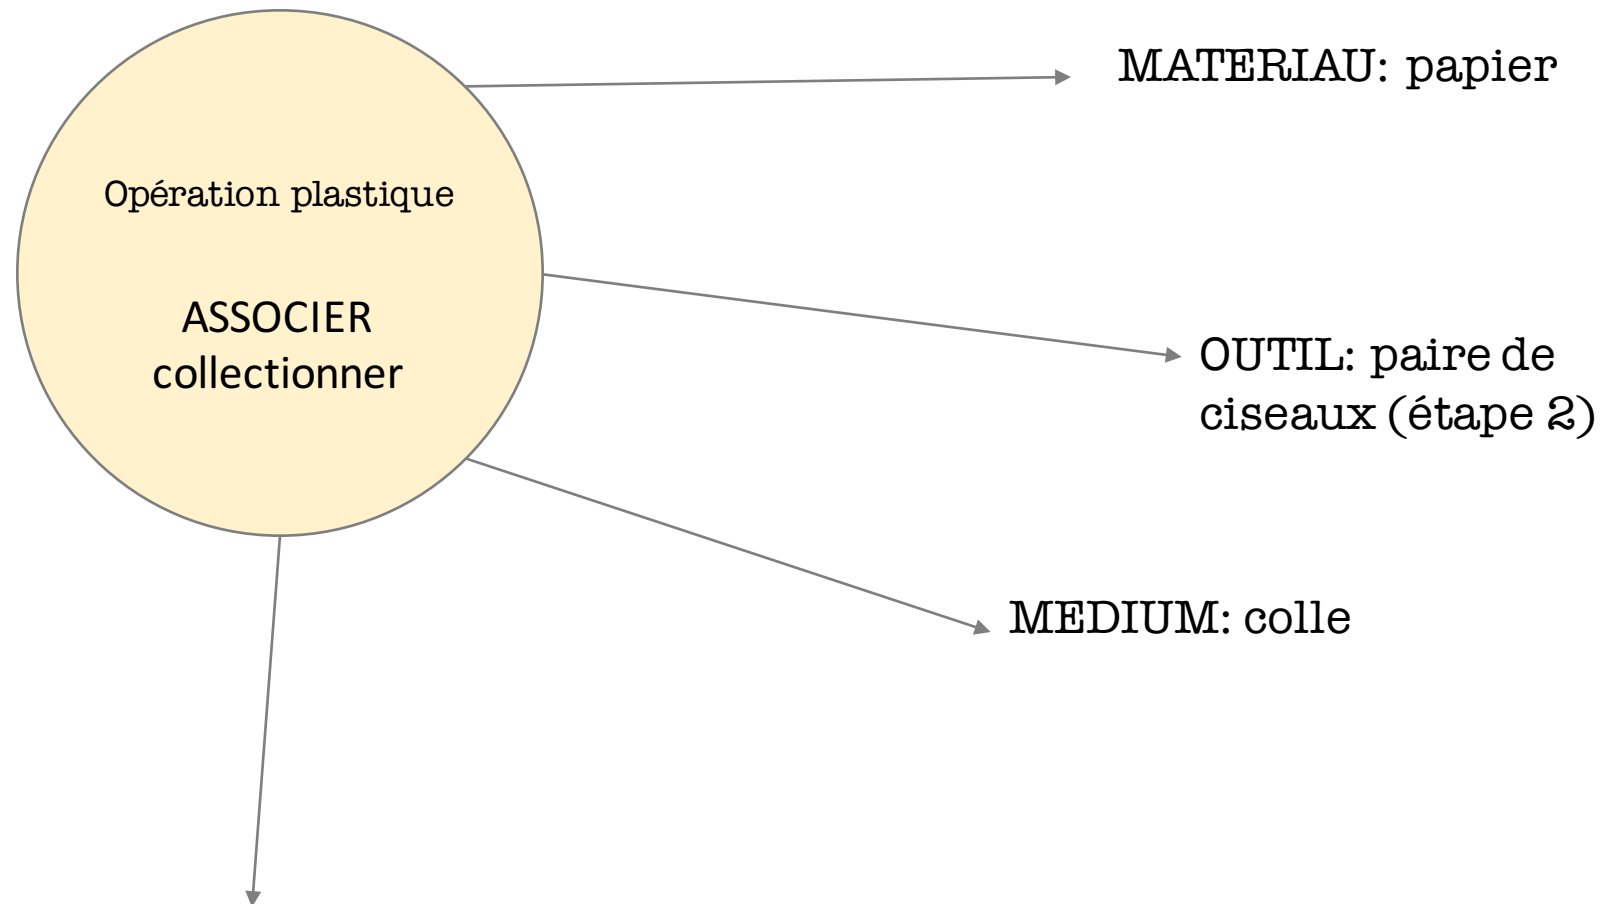 MATERIAU: papier
Opération plastique
ASSOCIER
collectionner
OUTIL: paire de
ciseaux (étape 2)
MEDIUM: colle